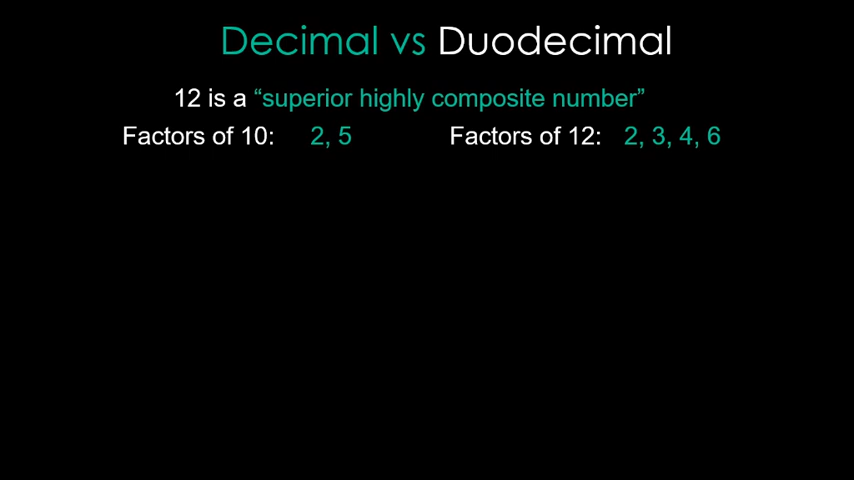 Decimal vs Duodecimal
12 is a “superior highly composite number”
Factors of 10: 2, 5 Factors of 12: 2, 3, 4, 6